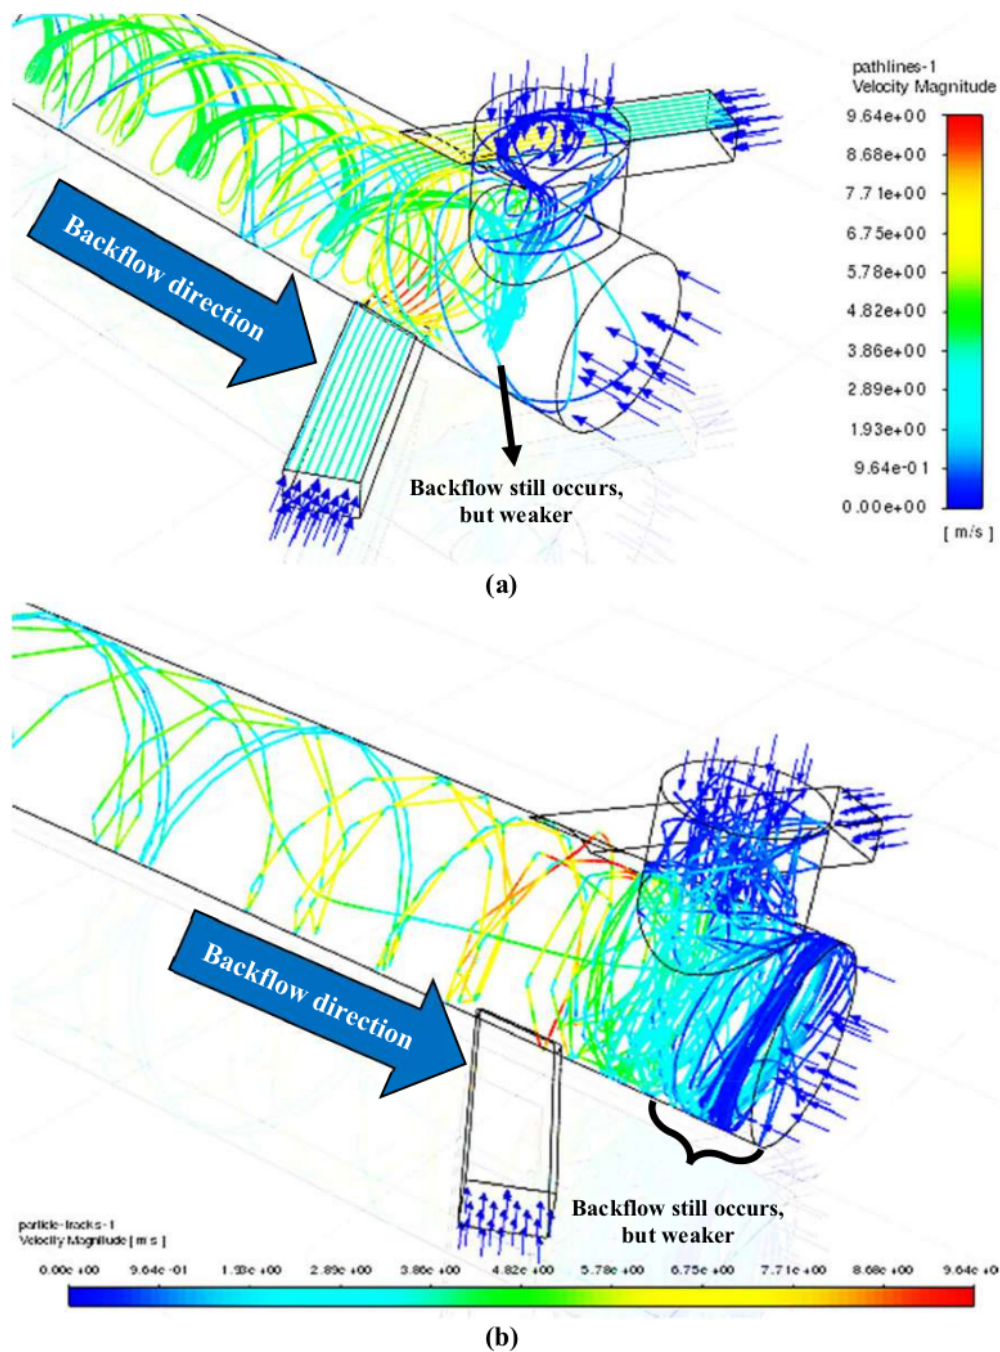 pathlines-1
Velocity Magnitude
9.64e+00
8.68e+00
7.71e+00
6.75e+00
5.78e+00
4.82e+00
3.86e+00
2.89e+00
1.93e+00
9.64e-01
0.00e+00
[ m/s ]
Backflow direction
Backflow still occurs,
but weaker
(a)
Backflow direction
Backflow still occurs,
but weaker
particle-tracks-1
Velocity Magnitude [ m/s ]
0.00e+00 9.64e-01 1.93e+00 2.89e+00 3.86e+00 4.82e+00 5.78e+00 6.75e+00 7.71e+00 8.68e+00 9.64e+0
(b)